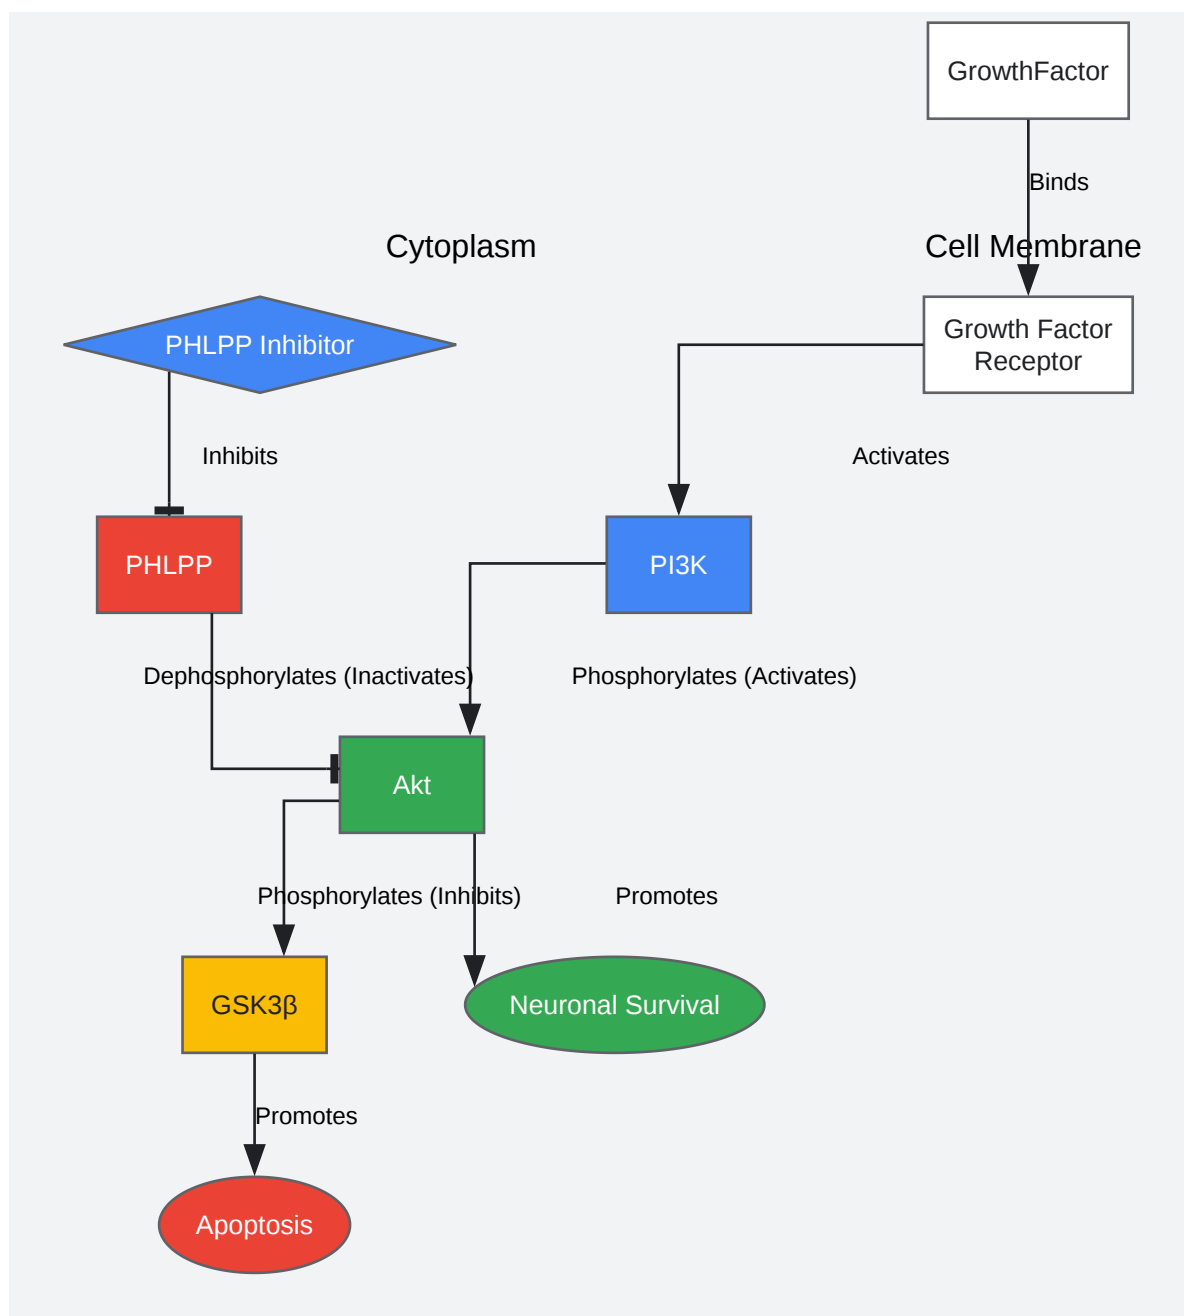 GrowthFactor
Binds
Cytoplasm
Cell Membrane
PHLPP Inhibitor
Growth Factor
Receptor
Inhibits
Activates
PHLPP
PI3K
Dephosphorylates (Inactivates)
Phosphorylates (Activates)
Akt
Phosphorylates (Inhibits)
Promotes
GSK3β
Neuronal Survival
Promotes
Apoptosis